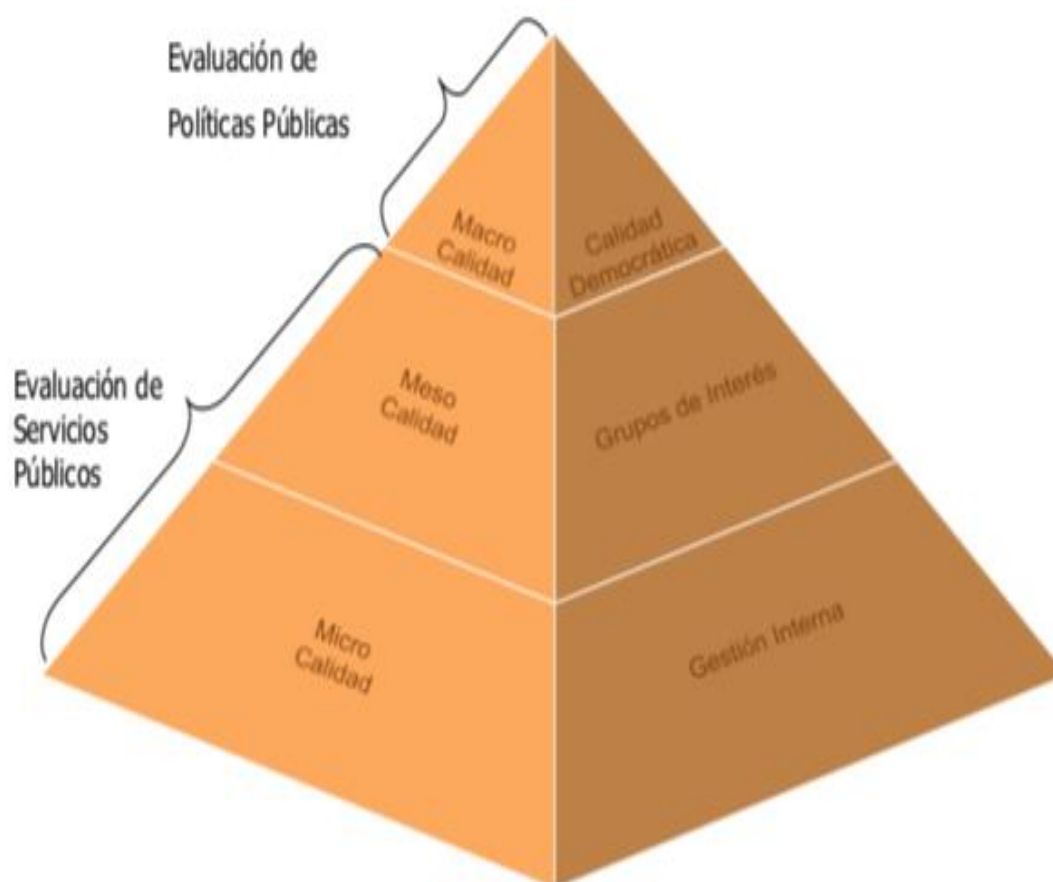 Evaluación de
Políticas Públicas
Macro
Calidad
Calidad
Democrática
Evaluación de
Servicios
Públicos
Meso
Calidad
Grupos de Interés
Micro
Calidad
Gestión Interna